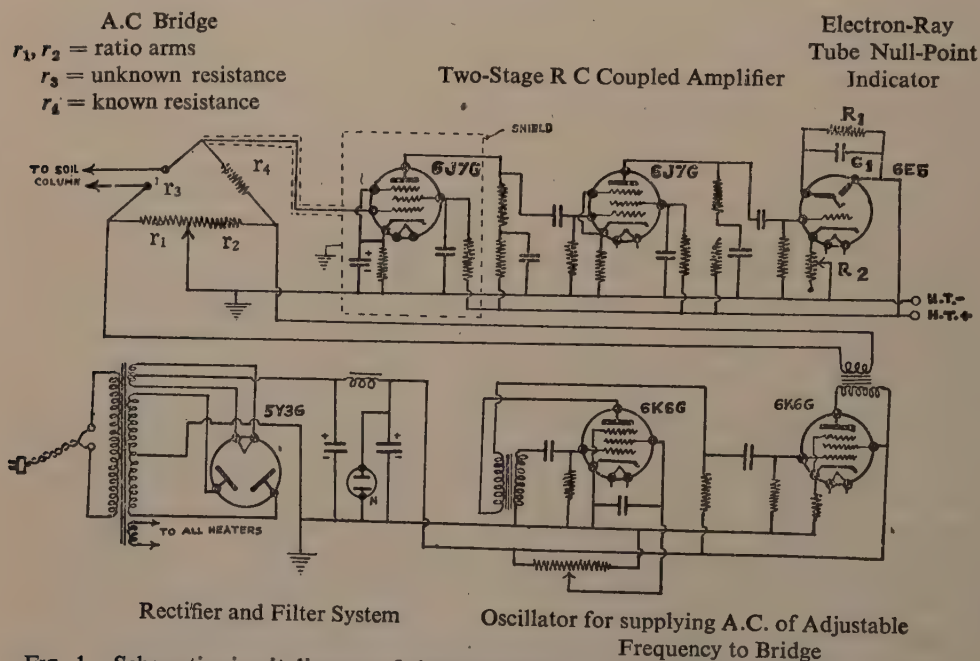 A.C Bridge
r₁, r₂ = ratio arms
r₃ = unknown resistance
r₄ = known resistance
Two-Stage R C Coupled Amplifier
Electron-Ray
Tube Null-Point
Indicator
SHIELD
R1
6J7G
6J7G
C1
6E5
TO SOIL
COLUMN
r₃
r₄
r₁
r₂
R2
H.T.-
H.T.+
5Y3G
6K6G
6K6G
N
TO ALL HEATERS
Rectifier and Filter System
Oscillator for supplying A.C. of Adjustable
Frequency to Bridge